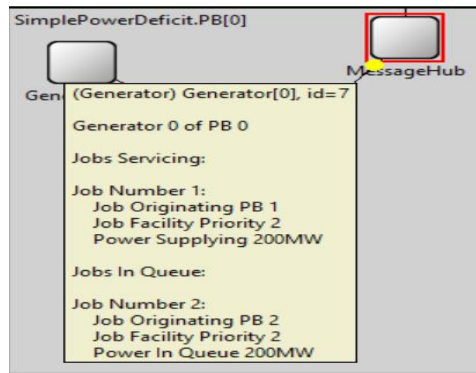 SimplePowerDeficit.PB[0]
MessageHub
Gen
(Generator) Generator[0], id=7
Generator 0 of PB 0
Jobs Servicing:
Job Number 1:
Job Originating PB 1
Job Facility Priority 2
Power Supplying 200MW
Jobs In Queue:
Job Number 2:
Job Originating PB 2
Job Facility Priority 2
Power In Queue 200MW